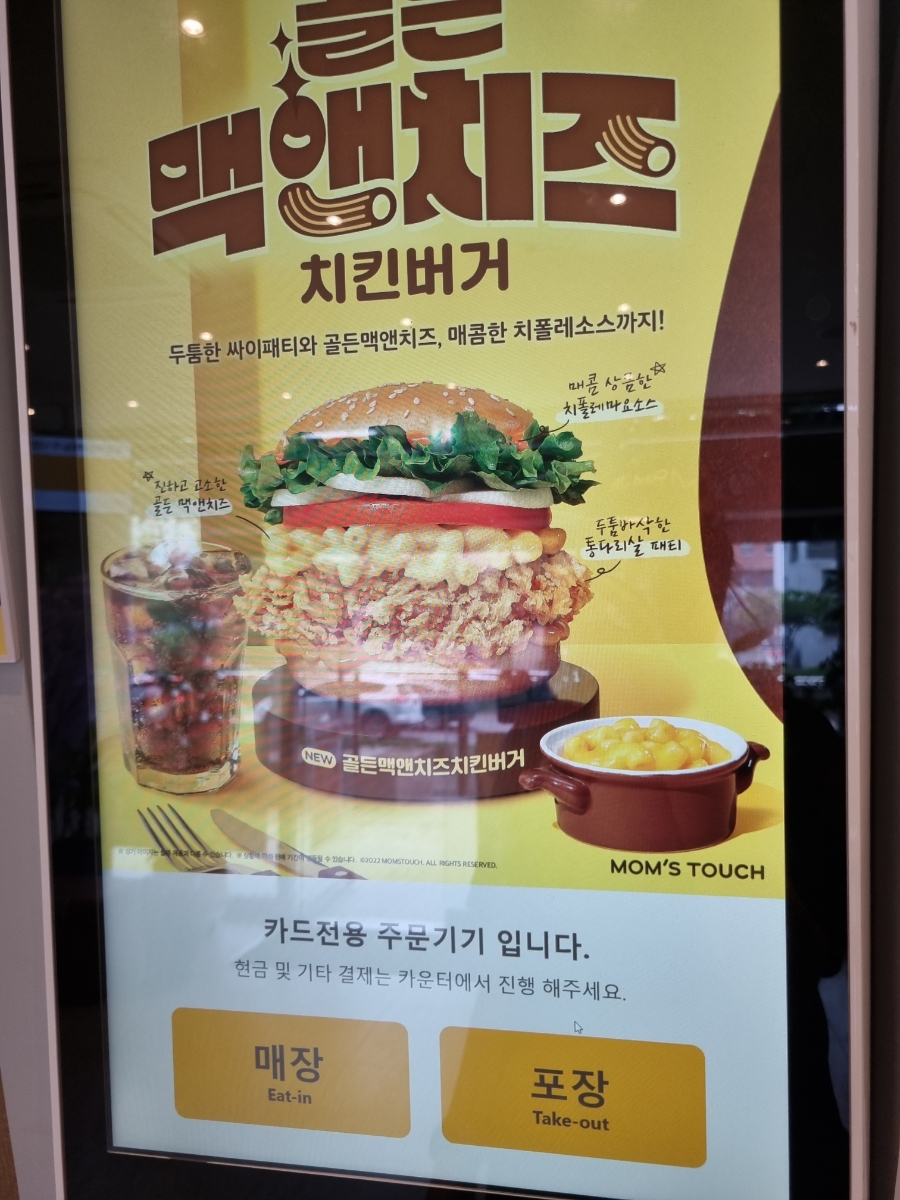 골든
맥앤치즈
치킨버거
두툼한 싸이패티와 골든맥앤치즈, 매콤한 치폴레소스까지!
매콤 상큼한
치폴레마요소스
진하고 고소한
골든 맥앤치즈
두툼바삭한
통다리살 패티
NEW 골든맥앤치즈치킨버거
©2022 MOMSTOUCH. ALL RIGHTS RESERVED.
MOM'S TOUCH
카드전용 주문기기 입니다.
현금 및 기타 결제는 카운터에서 진행 해주세요.
매장
Eat-in
포장
Take-out